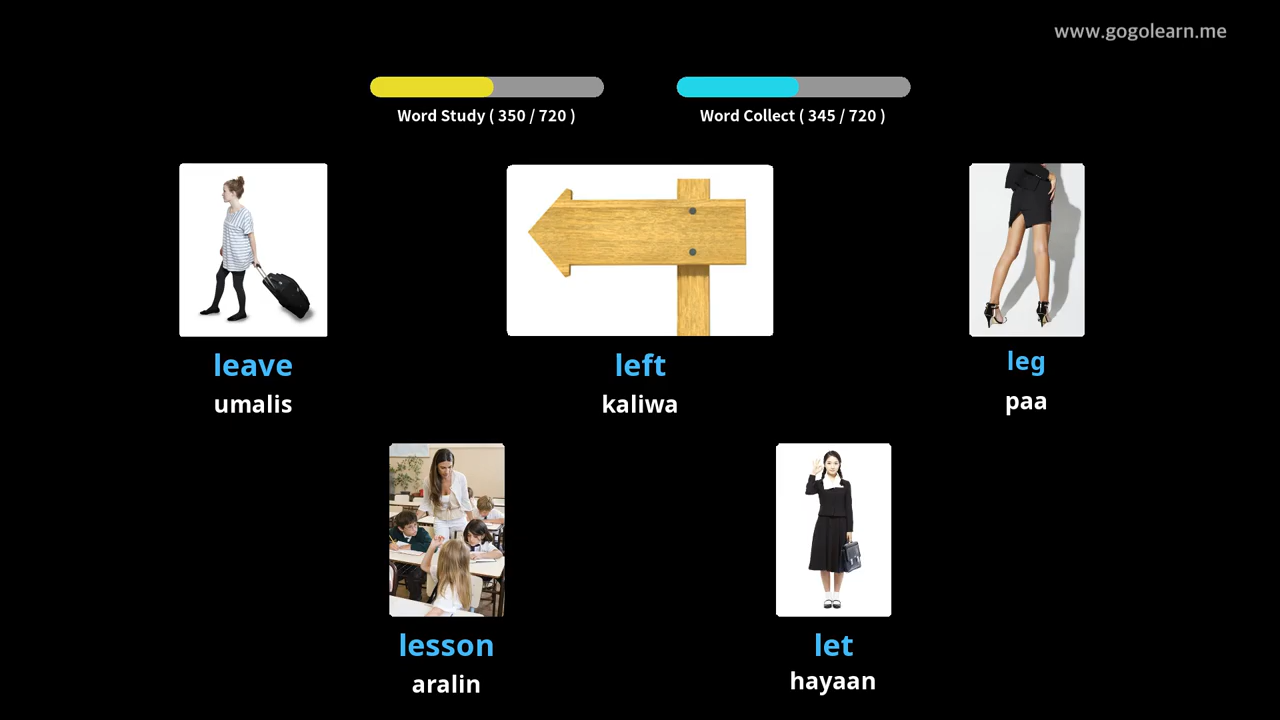 www.gogolearn.me
Word Study ( 350 / 720 )
Word Collect ( 345 / 720 )
leave
umalis
left
kaliwa
leg
paa
lesson
aralin
let
hayaan